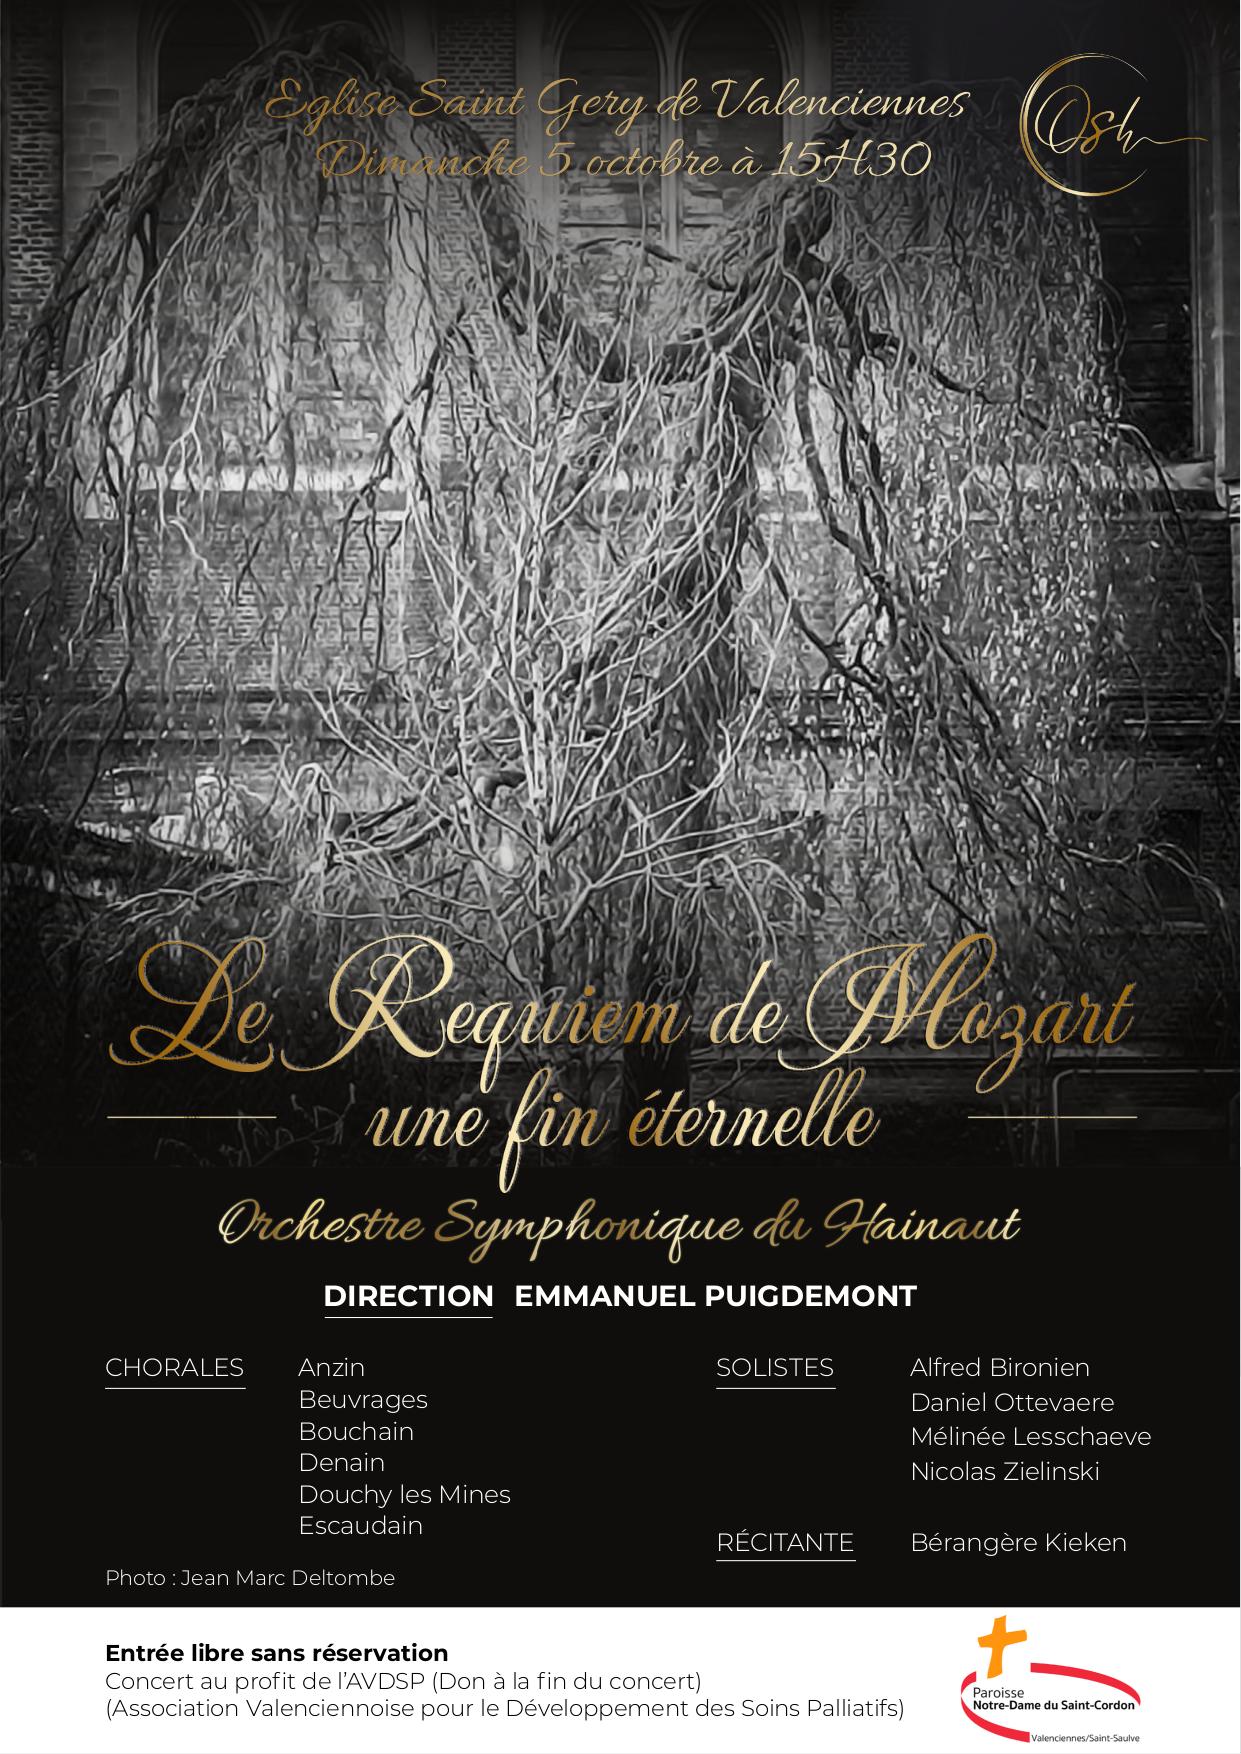 Eglise Saint Gery de Valenciennes
Dimanche 5 octobre à 15H30
Osh
Le Requiem de Mozart
une fin éternelle
Orchestre Symphonique du Hainaut
DIRECTION EMMANUEL PUIGDEMONT
CHORALES
Anzin
Beuvrages
Bouchain
Denain
Douchy les Mines
Escaudain
SOLISTES
Alfred Bironien
Daniel Ottevaere
Mélinée Lesschaeve
Nicolas Zielinski
RÉCITANTE
Bérangère Kieken
Photo : Jean Marc Deltombe
Entrée libre sans réservation
Concert au profit de l’AVDSP (Don à la fin du concert)
(Association Valenciennoise pour le Développement des Soins Palliatifs)
Paroisse
Notre-Dame du Saint-Cordon
Valenciennes/Saint-Saulve